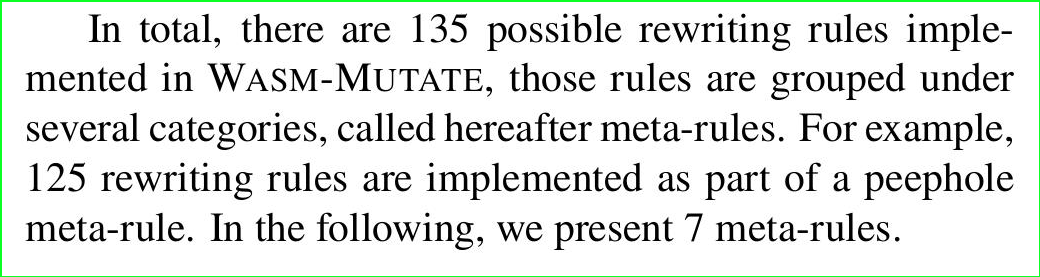 In total, there are 135 possible rewriting rules imple-
mented in WASM-MUTATE, those rules are grouped under
several categories, called hereafter meta-rules. For example,
125 rewriting rules are implemented as part of a peephole
meta-rule. In the following, we present 7 meta-rules.